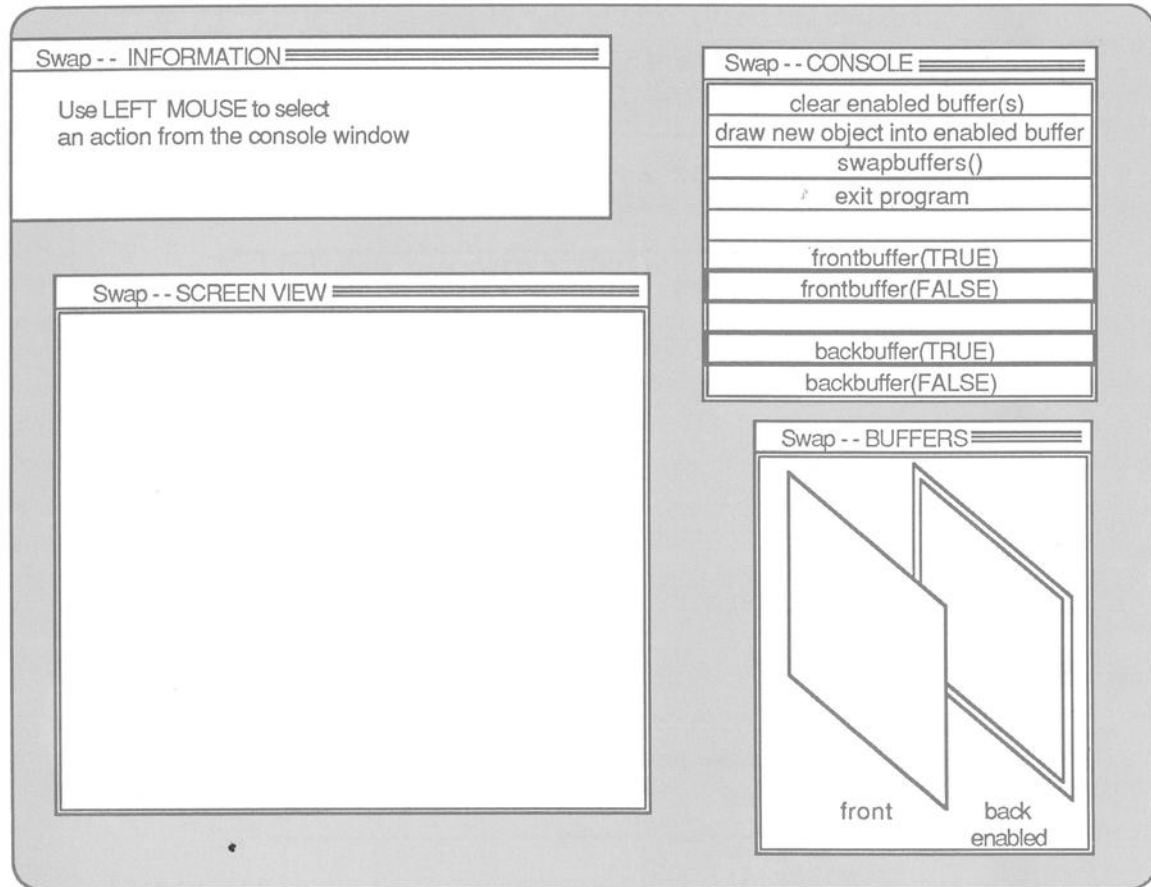 Swap - - INFORMATION
Use LEFT MOUSE to select
an action from the console window
Swap - - CONSOLE
clear enabled buffer(s)
draw new object into enabled buffer
swapbuffers()
exit program
frontbuffer(TRUE)
frontbuffer(FALSE)
backbuffer(TRUE)
backbuffer(FALSE)
Swap - - SCREEN VIEW
Swap - - BUFFERS
front
back
enabled